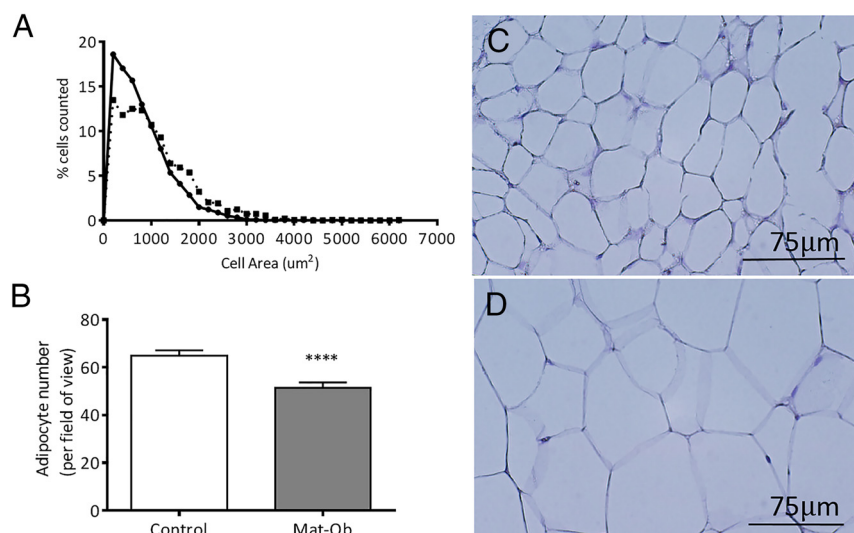 A
20
15
10
5
0
% cells counted
0 1000 2000 3000 4000 5000 6000 7000
Cell Area (um²)
B
80
60
40
20
0
Adipocyte number
(per field of view)
****
Control Mat-Ob
C
75μm
D
75μm